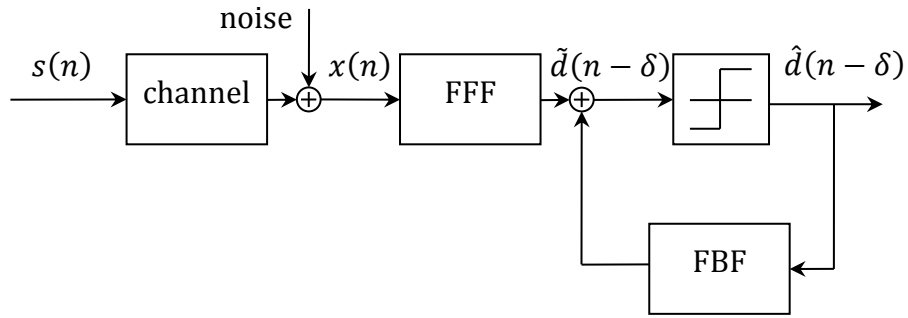 noise
s(n)
channel
x(n)
FFF
d̃(n − δ)
d̂(n − δ)
FBF